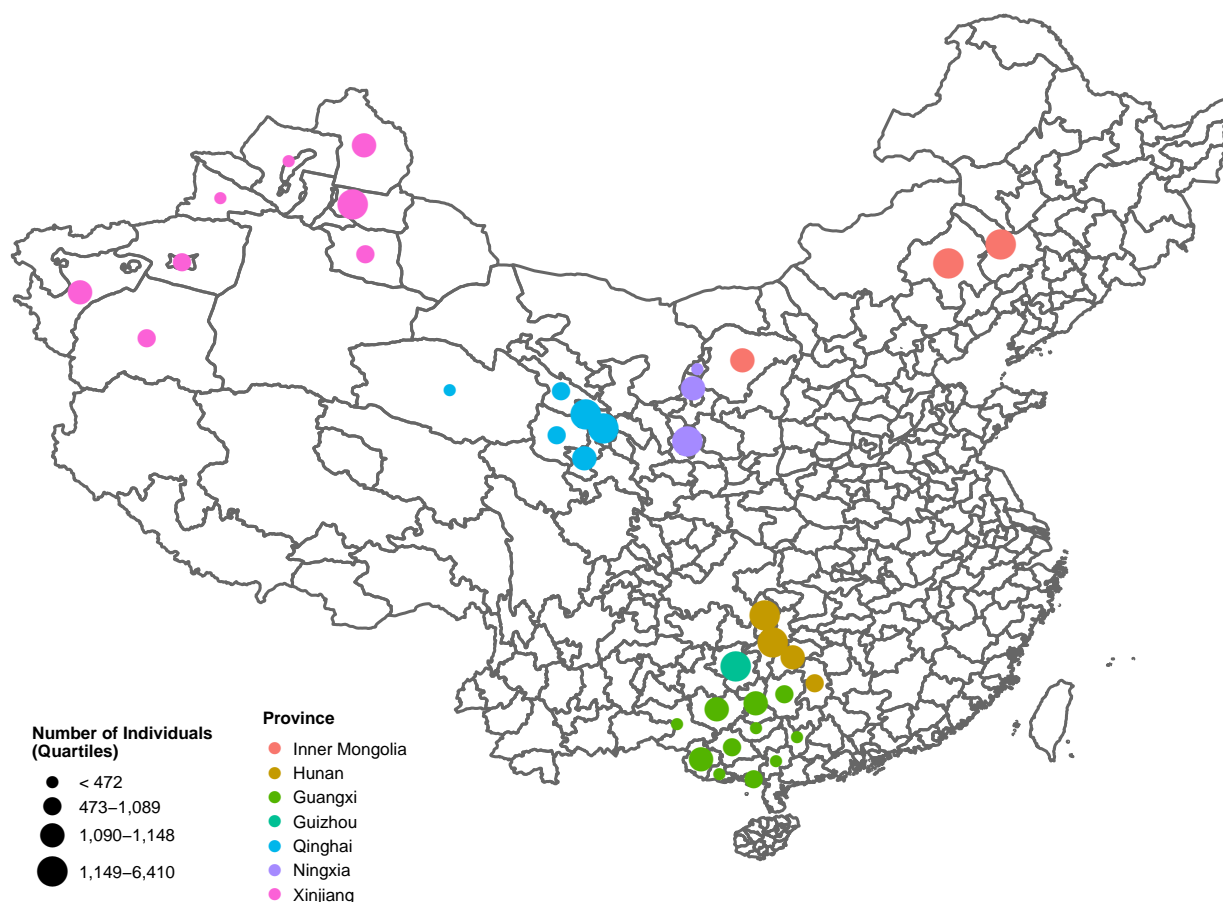 Number of Individuals
(Quartiles)
< 472
473–1,089
1,090–1,148
1,149–6,410
Province
Inner Mongolia
Hunan
Guangxi
Guizhou
Qinghai
Ningxia
Xinjiang